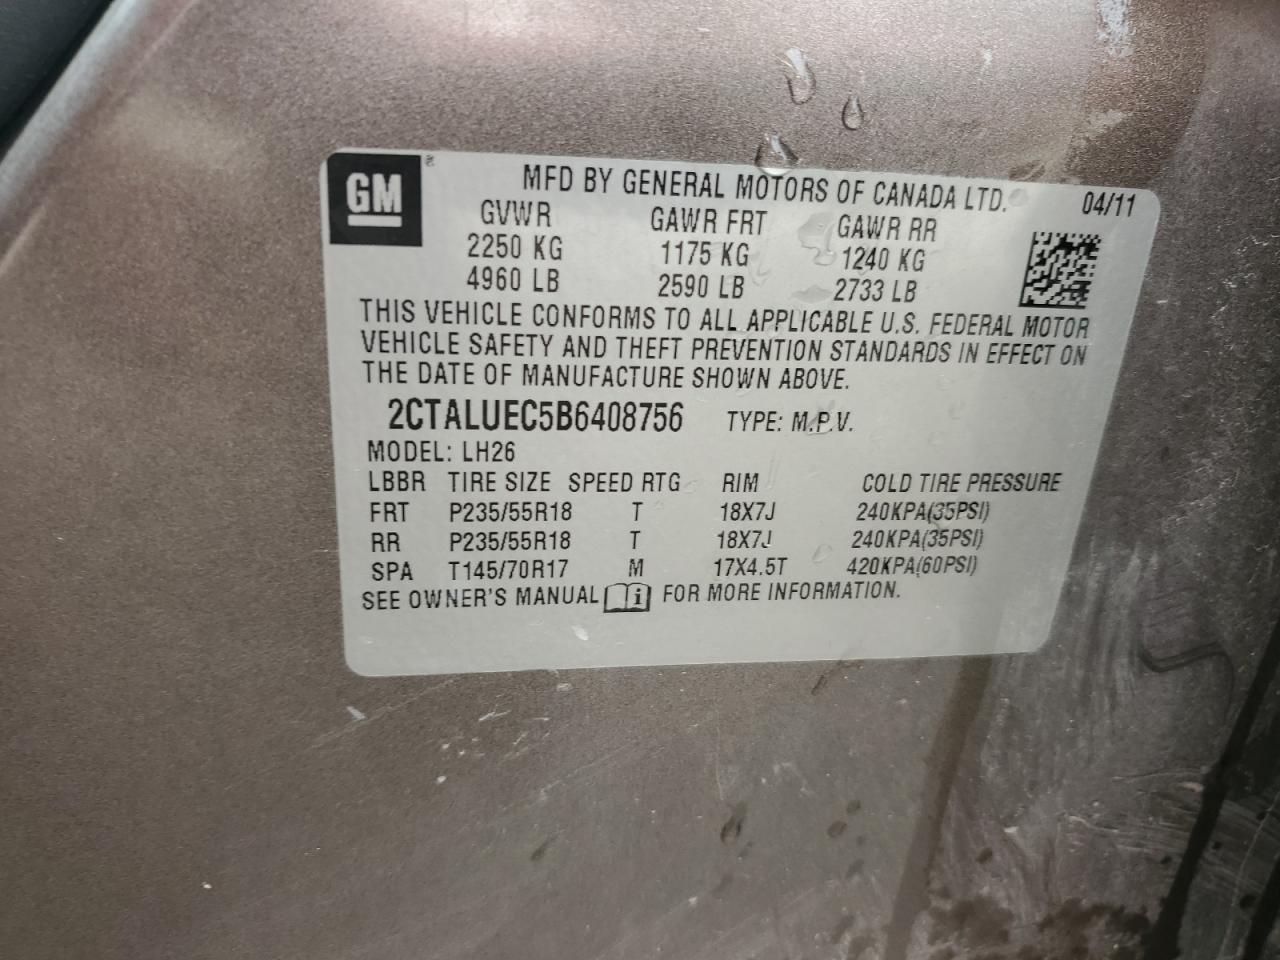 GM
MFD BY GENERAL MOTORS OF CANADA LTD. 04/11
GVWR GAWR FRT GAWR RR
2250 KG 1175 KG 1240 KG
4960 LB 2590 LB 2733 LB
THIS VEHICLE CONFORMS TO ALL APPLICABLE U.S. FEDERAL MOTOR
VEHICLE SAFETY AND THEFT PREVENTION STANDARDS IN EFFECT ON
THE DATE OF MANUFACTURE SHOWN ABOVE.
2CTALUEC5B6408756 TYPE: M.P.V.
MODEL: LH26
LBBR TIRE SIZE SPEED RTG RIM COLD TIRE PRESSURE
FRT P235/55R18 T 18X7J 240KPA(35PSI)
RR P235/55R18 T 18X7J 240KPA(35PSI)
SPA T145/70R17 M 17X4.5T 420KPA(60PSI)
SEE OWNER'S MANUAL i FOR MORE INFORMATION.